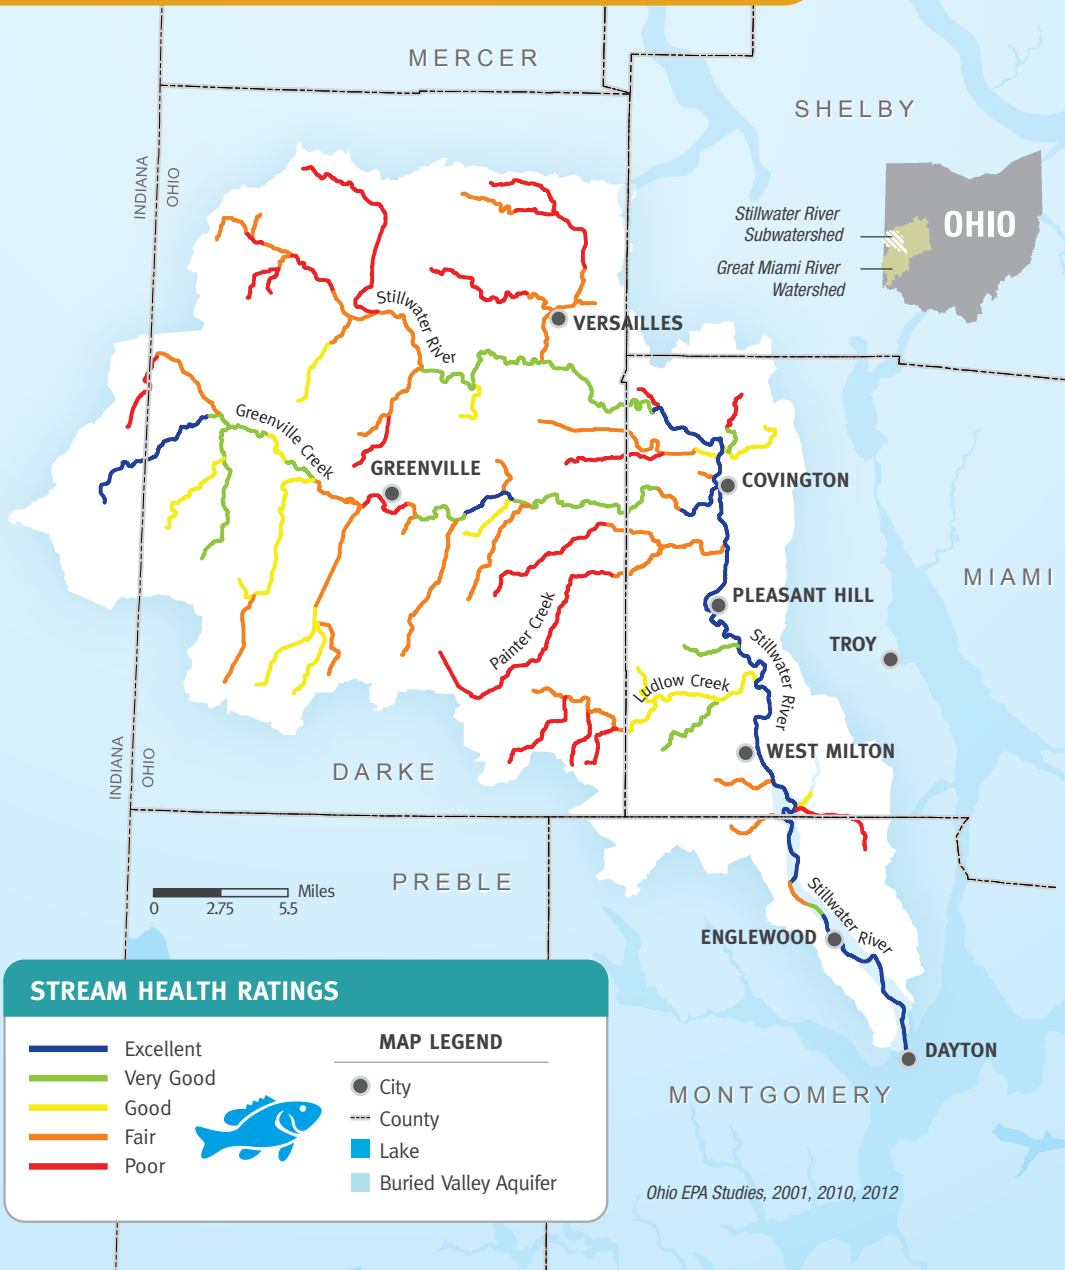 MERCER
SHELBY
INDIANA
OHIO
Stillwater River
Subwatershed
OHIO
Great Miami River
Watershed
Stillwater River
VERSAILLES
Greenville Creek
GREENVILLE
COVINGTON
MIAMI
PLEASANT HILL
Painter Creek
TROY
Stillwater River
Ludlow Creek
WEST MILTON
INDIANA
OHIO
DARKE
PREBLE
Miles
0 2.75 5.5
Stillwater River
ENGLEWOOD
STREAM HEALTH RATINGS
Excellent
Very Good
Good
Fair
Poor
MAP LEGEND
City
County
Lake
Buried Valley Aquifer
DAYTON
MONTGOMERY
Ohio EPA Studies, 2001, 2010, 2012